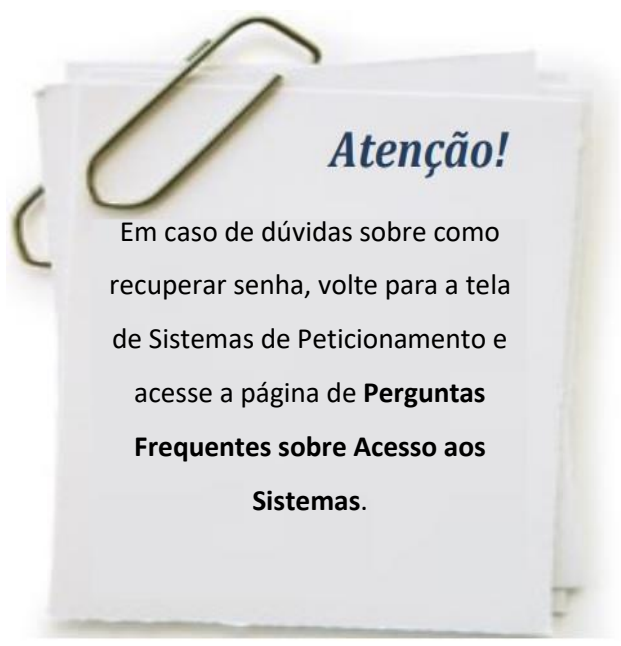 Atenção!
Em caso de dúvidas sobre como
recuperar senha, volte para a tela
de Sistemas de Peticionamento e
acesse a página de Perguntas
Frequentes sobre Acesso aos
Sistemas.